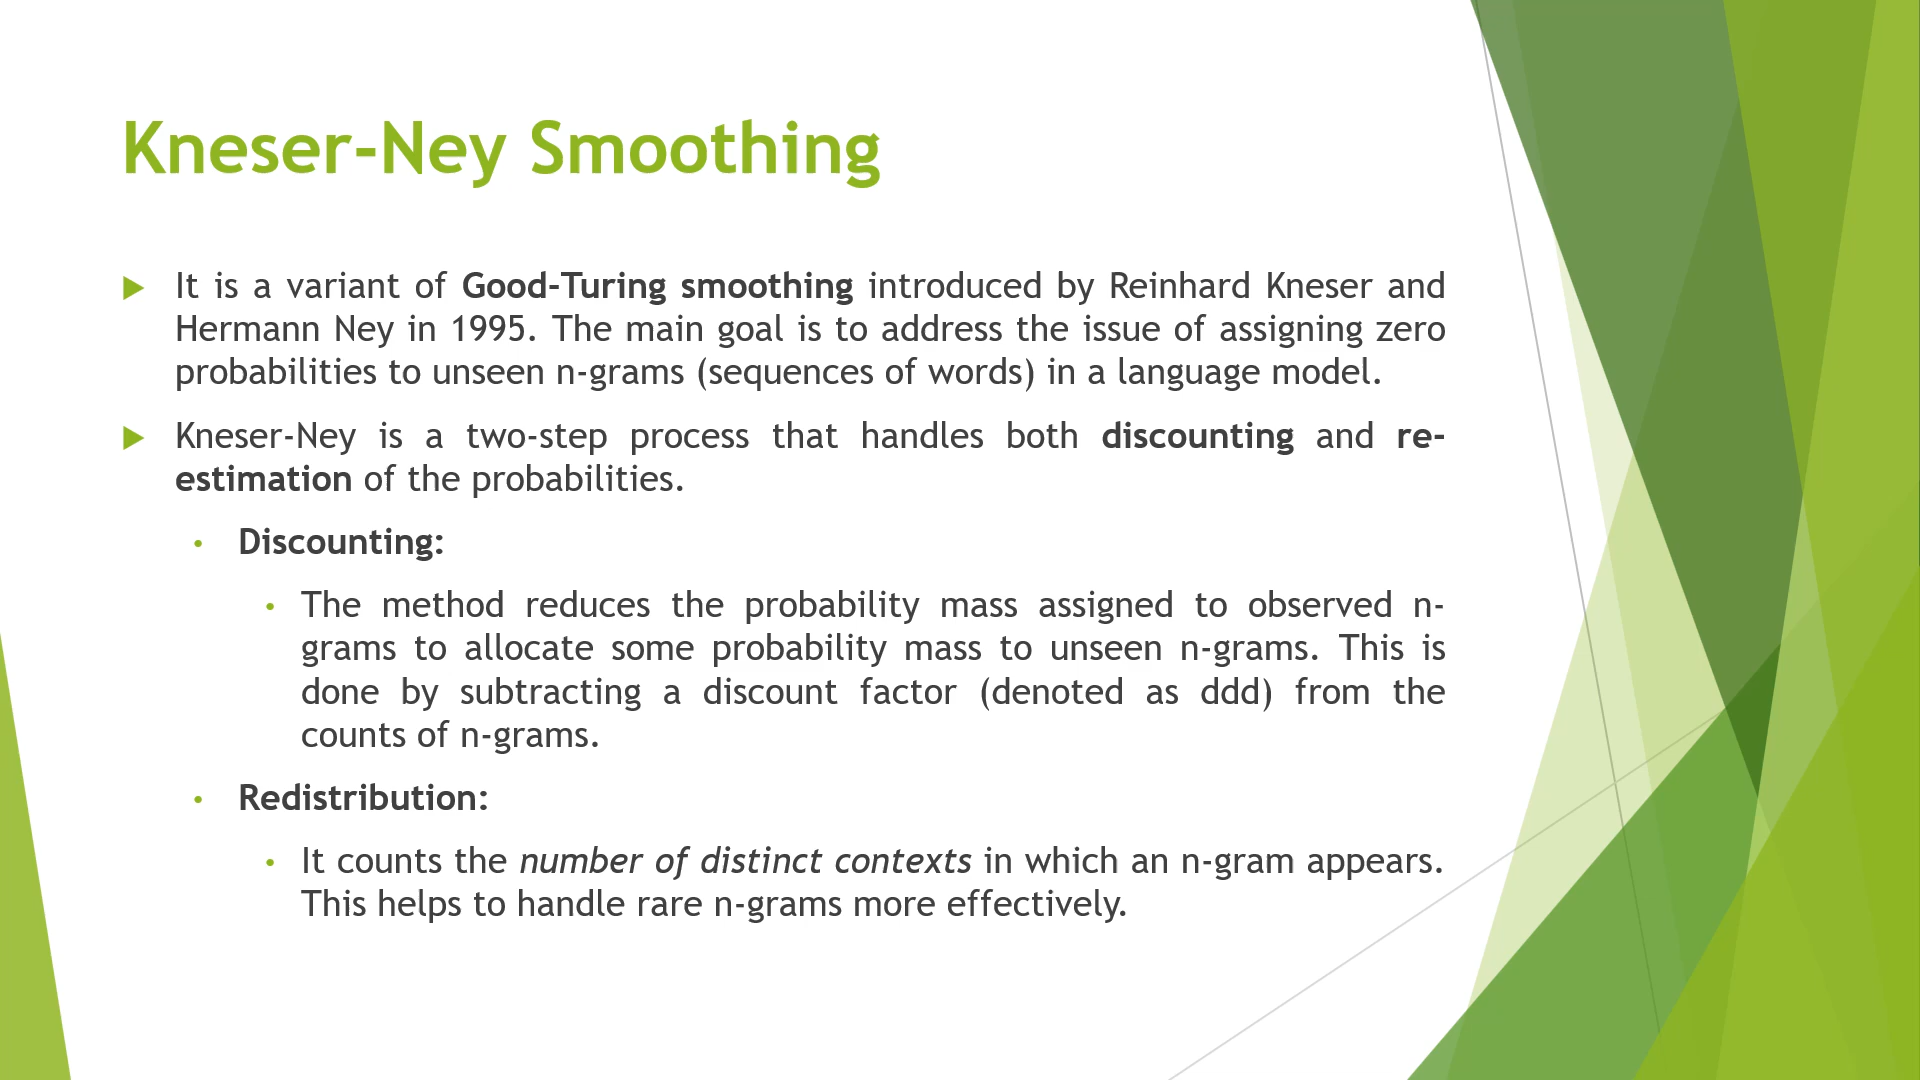 Kneser-Ney Smoothing
It is a variant of Good-Turing smoothing introduced by Reinhard Kneser and
Hermann Ney in 1995. The main goal is to address the issue of assigning zero
probabilities to unseen n-grams (sequences of words) in a language model.
Kneser-Ney is a two-step process that handles both discounting and re-
estimation of the probabilities.
Discounting:
The method reduces the probability mass assigned to observed n-
grams to allocate some probability mass to unseen n-grams. This is
done by subtracting a discount factor (denoted as ddd) from the
counts of n-grams.
Redistribution:
It counts the number of distinct contexts in which an n-gram appears.
This helps to handle rare n-grams more effectively.